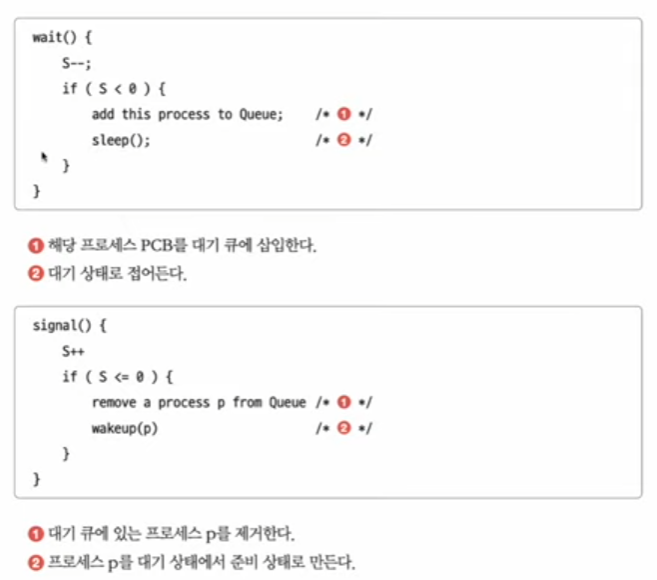 wait() {
S--;
if ( S < 0 ) {
add this process to Queue; /* ❶ */
sleep(); /* ❷ */
}
}
❶ 해당 프로세스 PCB를 대기 큐에 삽입한다.
❷ 대기 상태로 접어든다.
signal() {
S++
if ( S <= 0 ) {
remove a process p from Queue /* ❶ */
wakeup(p) /* ❷ */
}
}
❶ 대기 큐에 있는 프로세스 p를 제거한다.
❷ 프로세스 p를 대기 상태에서 준비 상태로 만든다.